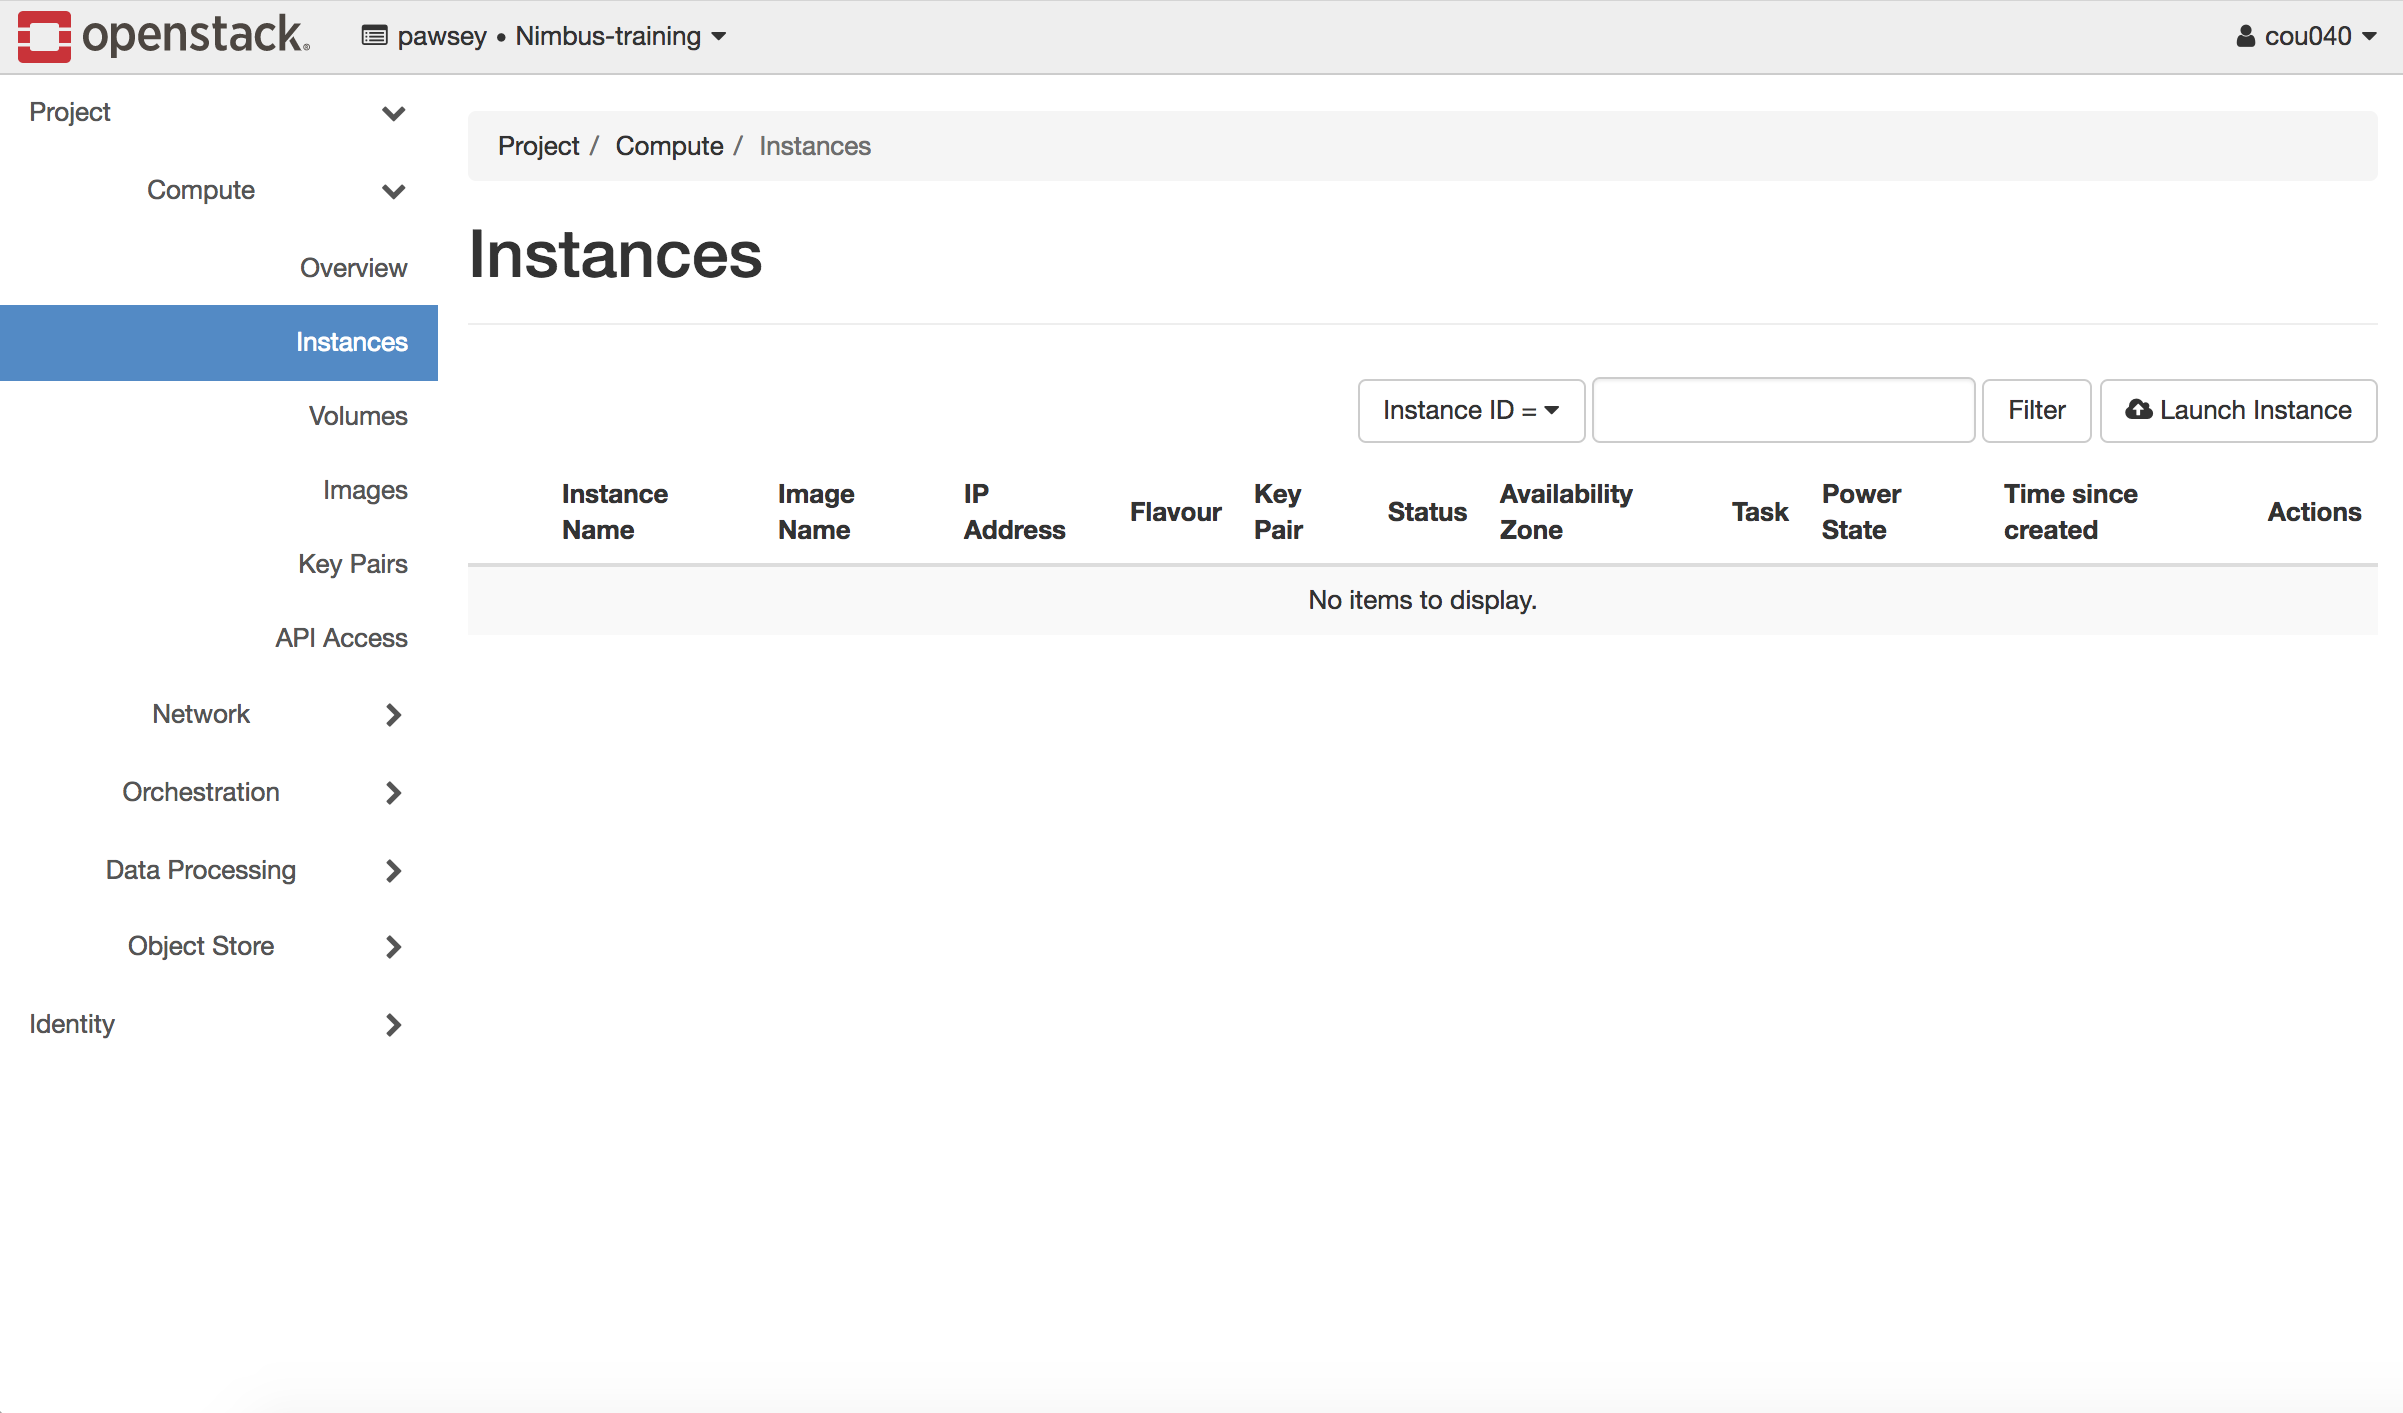 openstack.
pawsey • Nimbus-training
cou040
Project
Compute
Overview
Instances
Volumes
Images
Key Pairs
API Access
Network
Orchestration
Data Processing
Object Store
Identity
Project / Compute / Instances
Instances
Instance ID =
Filter
Launch Instance
Instance Name
Image Name
IP Address
Flavour
Key Pair
Status
Availability Zone
Task
Power State
Time since created
Actions
No items to display.